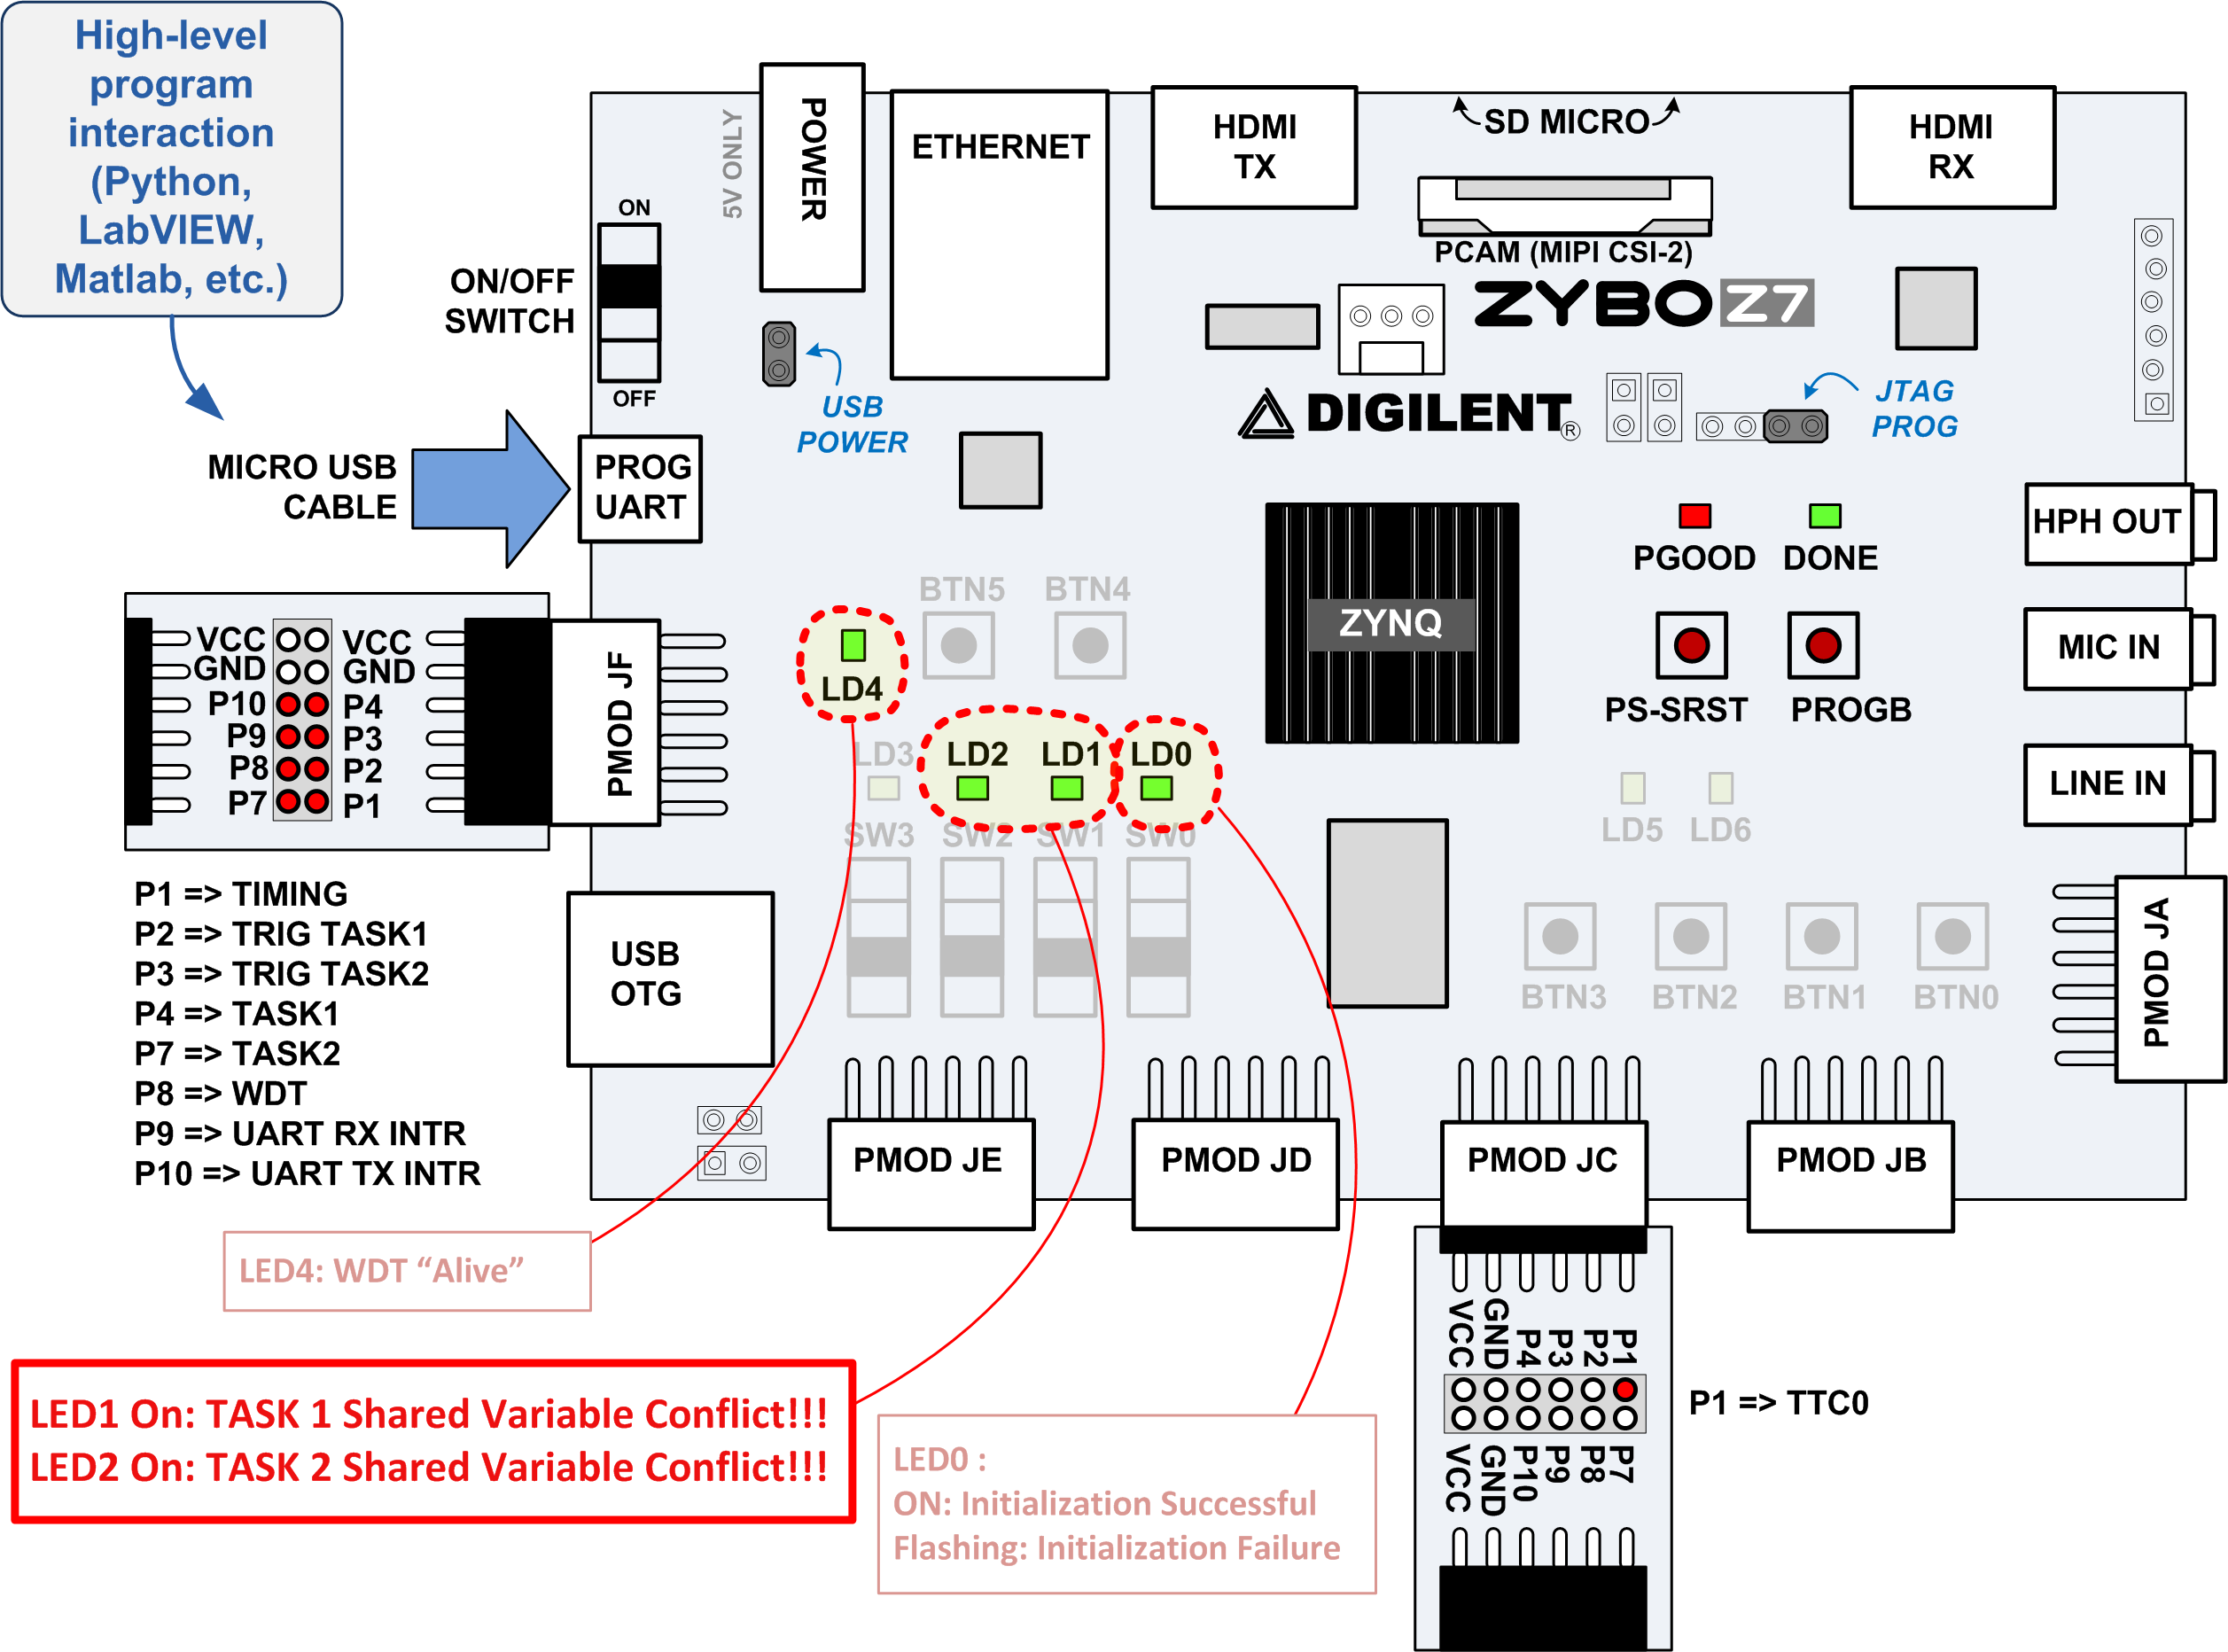 High-level
program
interaction
(Python,
LabVIEW,
Matlab, etc.)
ON
ON/OFF
SWITCH
OFF
5V ONLY
POWER
ETHERNET
HDMI
TX
SD MICRO
HDMI
RX
PCAM (MIPI CSI-2)
ZYBO Z7
DIGILENT®
USB
POWER
JTAG
PROG
MICRO USB
CABLE
PROG
UART
PGOOD
DONE
HPH OUT
BTN5
BTN4
ZYNQ
MIC IN
LD4
PS-SRST
PROGB
VCC
VCC
GND
GND
P10
P4
P9
P3
P8
P2
P7
P1
PMOD JF
LD3
LD2
LD1
LD0
LINE IN
SW3
SW2
SW1
SW0
LD5
LD6
P1 => TIMING
P2 => TRIG TASK1
P3 => TRIG TASK2
P4 => TASK1
P7 => TASK2
P8 => WDT
P9 => UART RX INTR
P10 => UART TX INTR
USB
OTG
BTN3
BTN2
BTN1
BTN0
PMOD JA
PMOD JE
PMOD JD
PMOD JC
PMOD JB
LED4: WDT “Alive”
LED1 On: TASK 1 Shared Variable Conflict!!!
LED2 On: TASK 2 Shared Variable Conflict!!!
LED0 :
ON: Initialization Successful
Flashing: Initialization Failure
VCC
GND
P4
P3
P2
P1
P1 => TTC0
VCC
GND
P10
P9
P8
P7